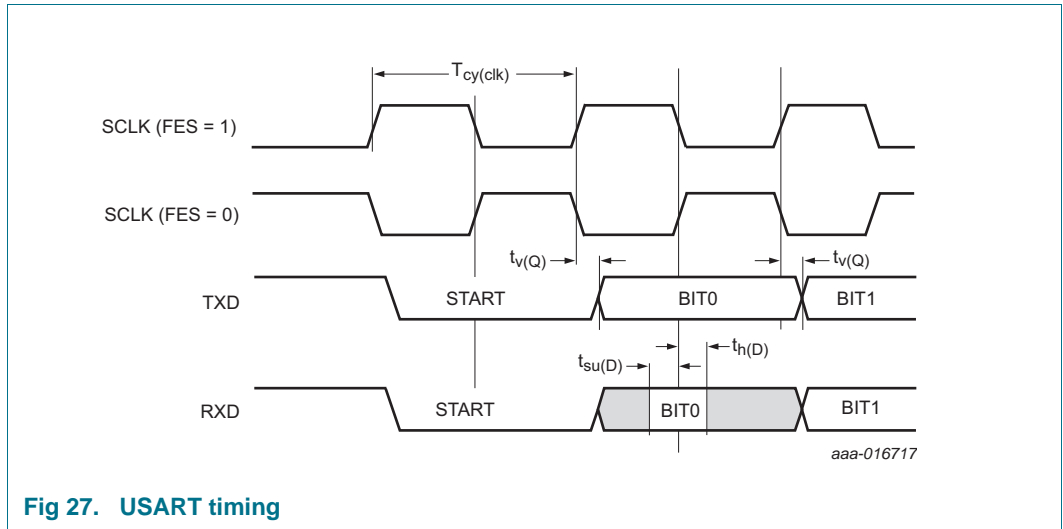 Tcy(clk)
SCLK (FES = 1)
SCLK (FES = 0)
tv(Q)
tv(Q)
TXD
START
BIT0
BIT1
tsu(D)
th(D)
RXD
START
BIT0
BIT1
aaa-016717
Fig 27. USART timing